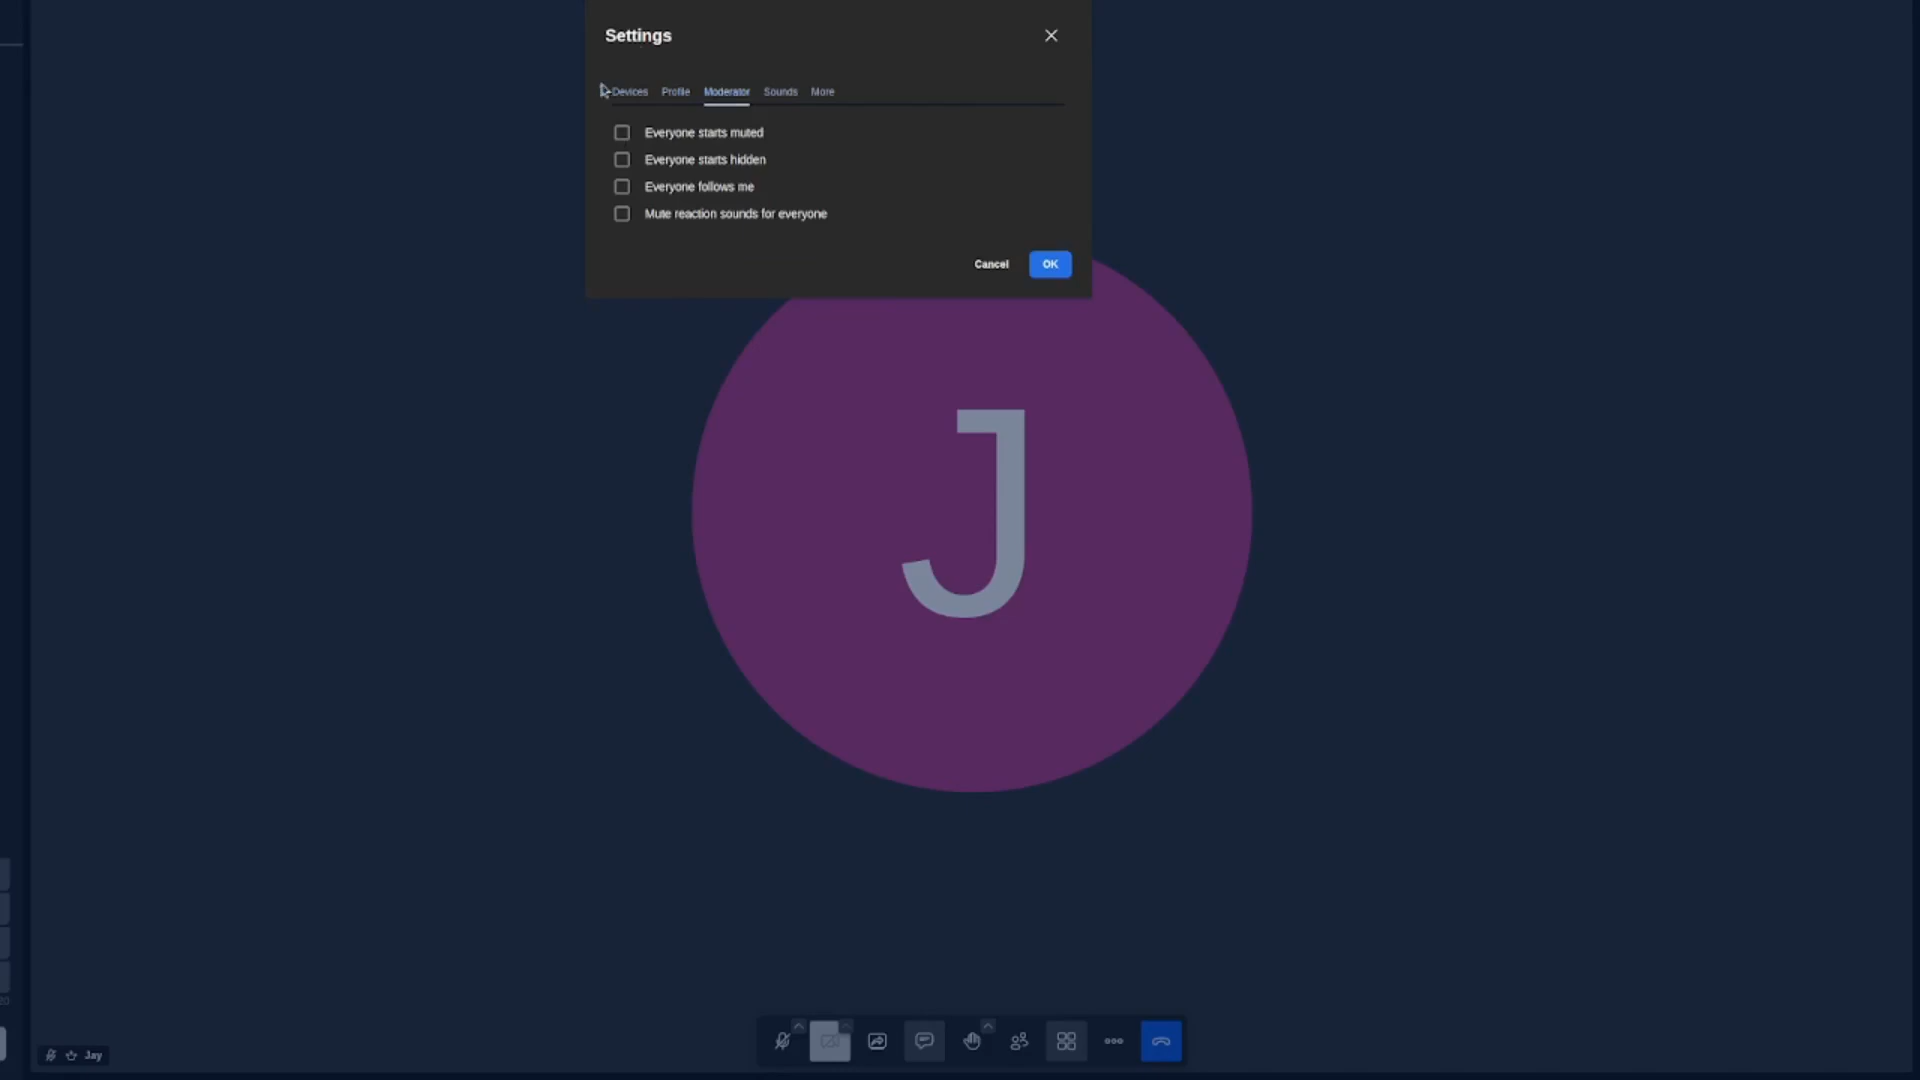 Settings
Devices Profile Moderator Sounds More
Everyone starts muted
Everyone starts hidden
Everyone follows me
Mute reaction sounds for everyone
Cancel OK
J
20
Jay